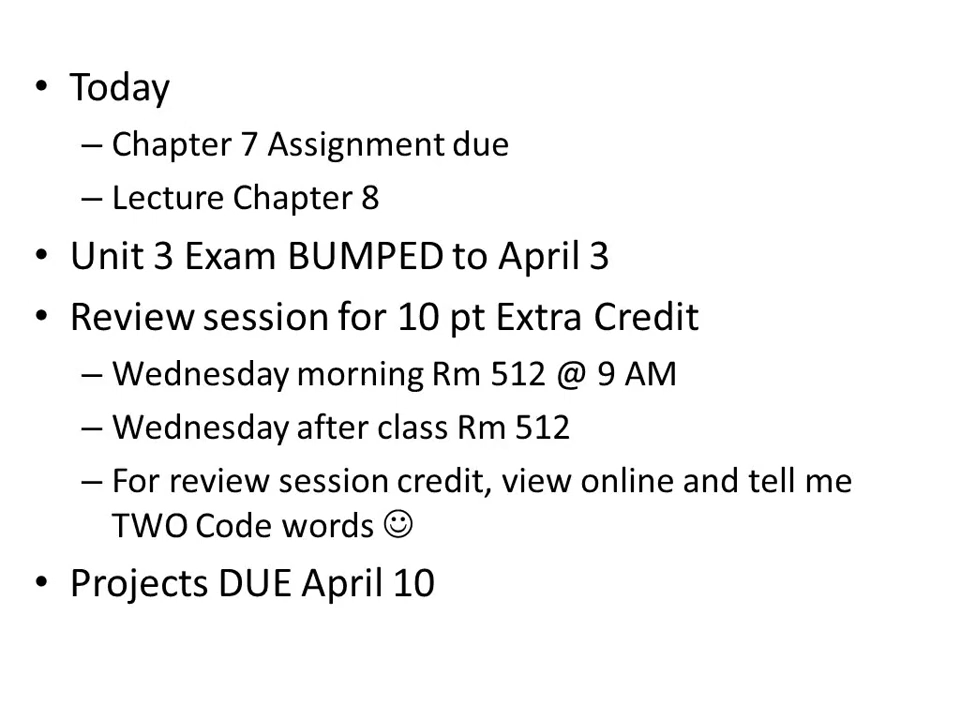 • Today
– Chapter 7 Assignment due
– Lecture Chapter 8
• Unit 3 Exam BUMPED to April 3
• Review session for 10 pt Extra Credit
– Wednesday morning Rm 512 @ 9 AM
– Wednesday after class Rm 512
– For review session credit, view online and tell me
TWO Code words ☺
• Projects DUE April 10